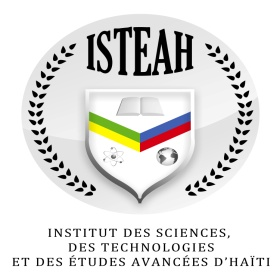 ISTEAH
INSTITUT DES SCIENCES,
DES TECHNOLOGIES
ET DES ÉTUDES AVANCÉES D'HAÏTI